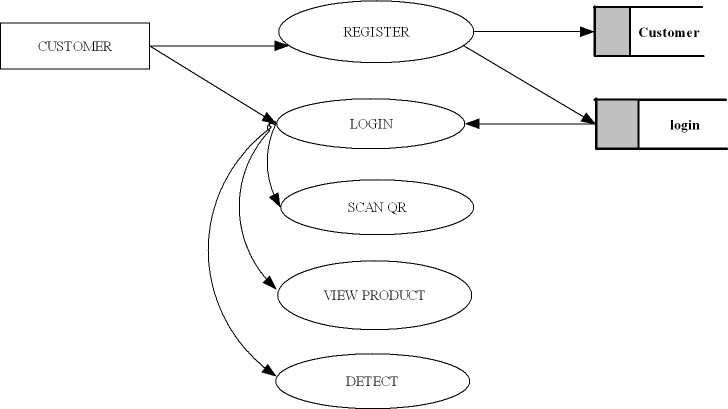 CUSTOMER
REGISTER
Customer
LOGIN
login
SCAN QR
VIEW PRODUCT
DETECT